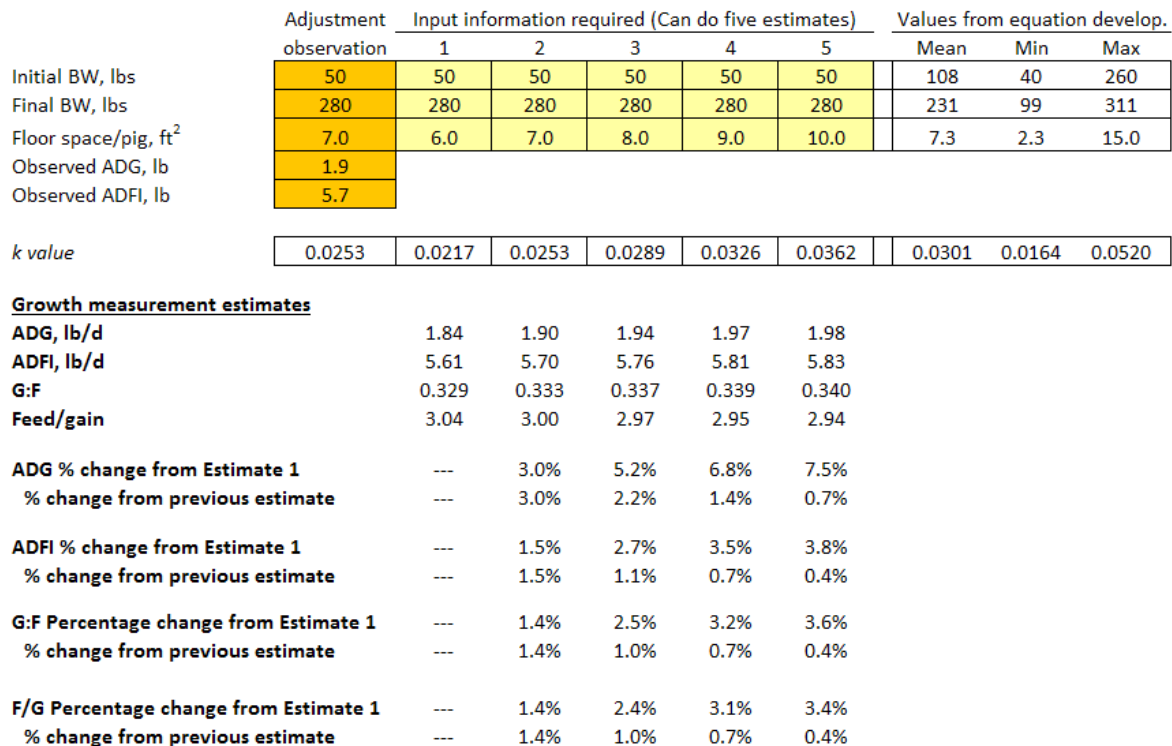 Adjustment Input information required (Can do five estimates) Values from equation develop.
observation 1 2 3 4 5 Mean Min Max
Initial BW, lbs 50 50 50 50 50 50 108 40 260
Final BW, lbs 280 280 280 280 280 280 231 99 311
Floor space/pig, ft² 7.0 6.0 7.0 8.0 9.0 10.0 7.3 2.3 15.0
Observed ADG, lb 1.9
Observed ADFI, lb 5.7
k value 0.0253 0.0217 0.0253 0.0289 0.0326 0.0362 0.0301 0.0164 0.0520
Growth measurement estimates
ADG, lb/d 1.84 1.90 1.94 1.97 1.98
ADFI, lb/d 5.61 5.70 5.76 5.81 5.83
G:F 0.329 0.333 0.337 0.339 0.340
Feed/gain 3.04 3.00 2.97 2.95 2.94
ADG % change from Estimate 1 --- 3.0% 5.2% 6.8% 7.5%
% change from previous estimate --- 3.0% 2.2% 1.4% 0.7%
ADFI % change from Estimate 1 --- 1.5% 2.7% 3.5% 3.8%
% change from previous estimate --- 1.5% 1.1% 0.7% 0.4%
G:F Percentage change from Estimate 1 --- 1.4% 2.5% 3.2% 3.6%
% change from previous estimate --- 1.4% 1.0% 0.7% 0.4%
F/G Percentage change from Estimate 1 --- 1.4% 2.4% 3.1% 3.4%
% change from previous estimate --- 1.4% 1.0% 0.7% 0.4%